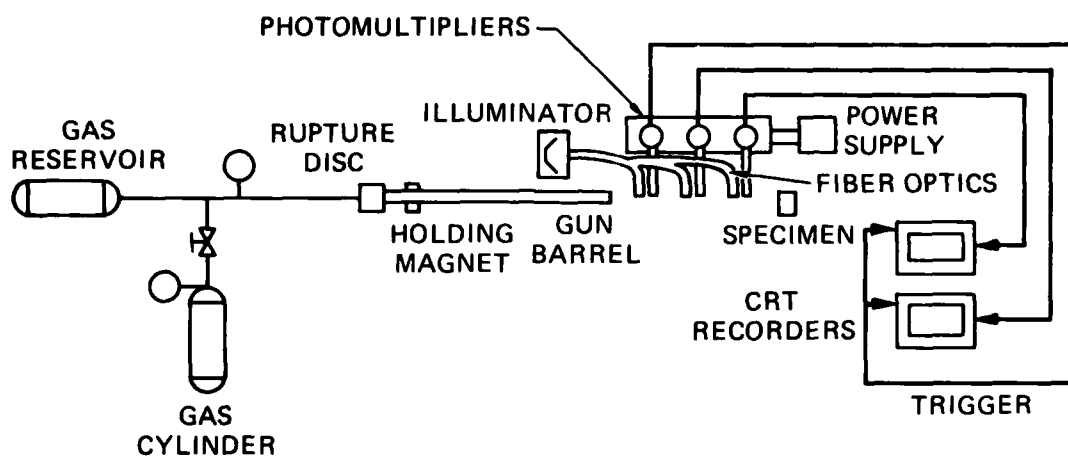 PHOTOMULTIPLIERS
ILLUMINATOR
POWER
SUPPLY
GAS
RESERVOIR
RUPTURE
DISC
FIBER OPTICS
HOLDING
MAGNET
GUN
BARREL
SPECIMEN
CRT
RECORDERS
TRIGGER
GAS
CYLINDER